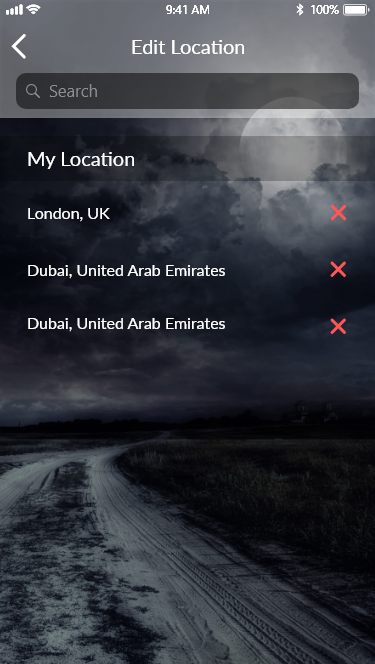 9:41 AM 100%
Edit Location
Search
My Location
London, UK
Dubai, United Arab Emirates
Dubai, United Arab Emirates